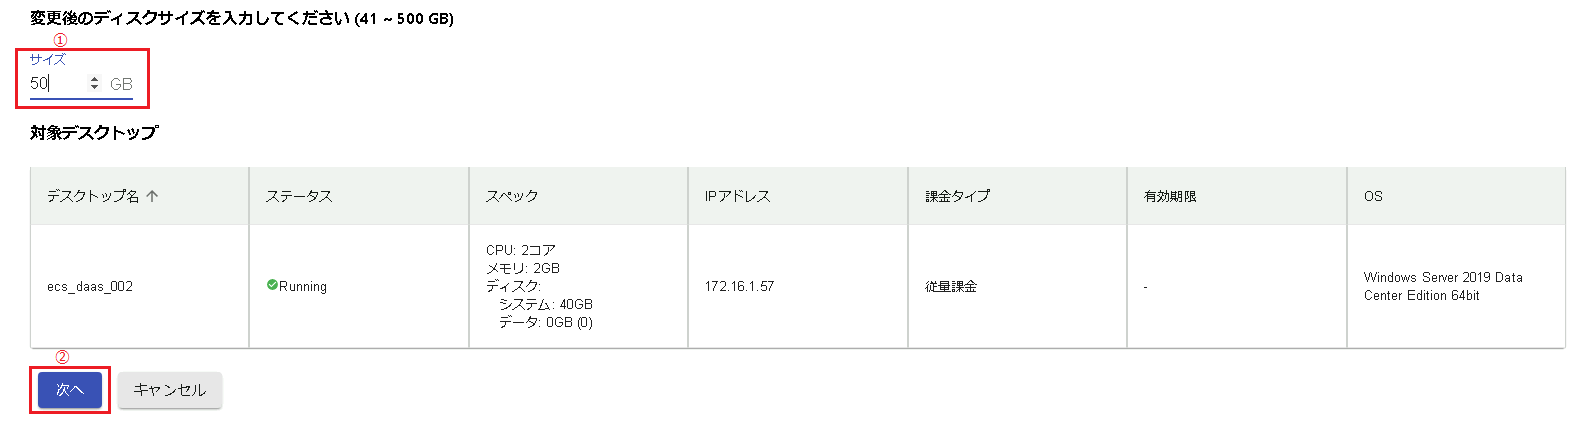 変更後のディスクサイズを入力してください (41 ~ 500 GB)
①
サイズ
50 GB
対象デスクトップ
デスクトップ名 ステータス スペック IPアドレス 課金タイプ 有効期限 OS
CPU: 2コア
メモリ: 2GB
ディスク:
システム: 40GB
データ: 0GB (0)
ecs_daas_002 Running 172.16.1.57 従量課金 -
Windows Server 2019 Data
Center Edition 64bit
②
次へ キャンセル